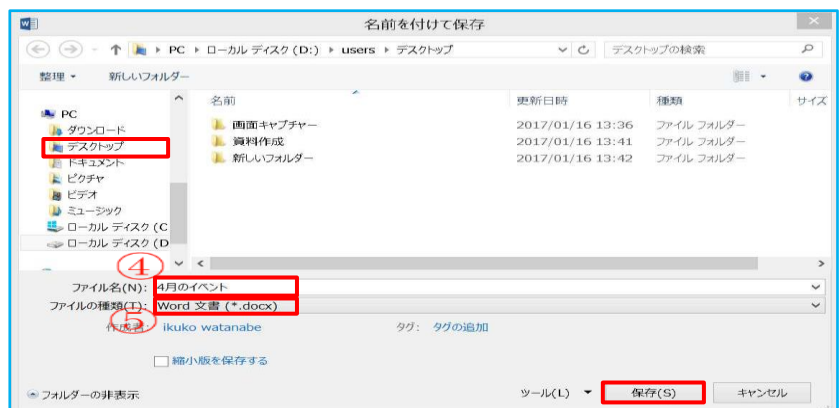 名前を付けて保存
PC ▸ ローカル ディスク (D:) ▸ users ▸ デスクトップ
デスクトップの検索
整理 新しいフォルダー
名前 更新日時 種類 サイズ
PC
ダウンロード
デスクトップ
ドキュメント
ピクチャ
ビデオ
ミュージック
ローカル ディスク (C
ローカル ディスク (D
画面キャプチャー 2017/01/16 13:36 ファイル フォルダー
資料作成 2017/01/16 13:41 ファイル フォルダー
新しいフォルダー 2017/01/16 13:42 ファイル フォルダー
④
ファイル名(N): 4月のイベント
ファイルの種類(T): Word 文書 (*.docx)
⑤
作成者: ikuko watanabe タグ: タグの追加
縮小版を保存する
フォルダーの非表示 ツール(L) 保存(S) キャンセル